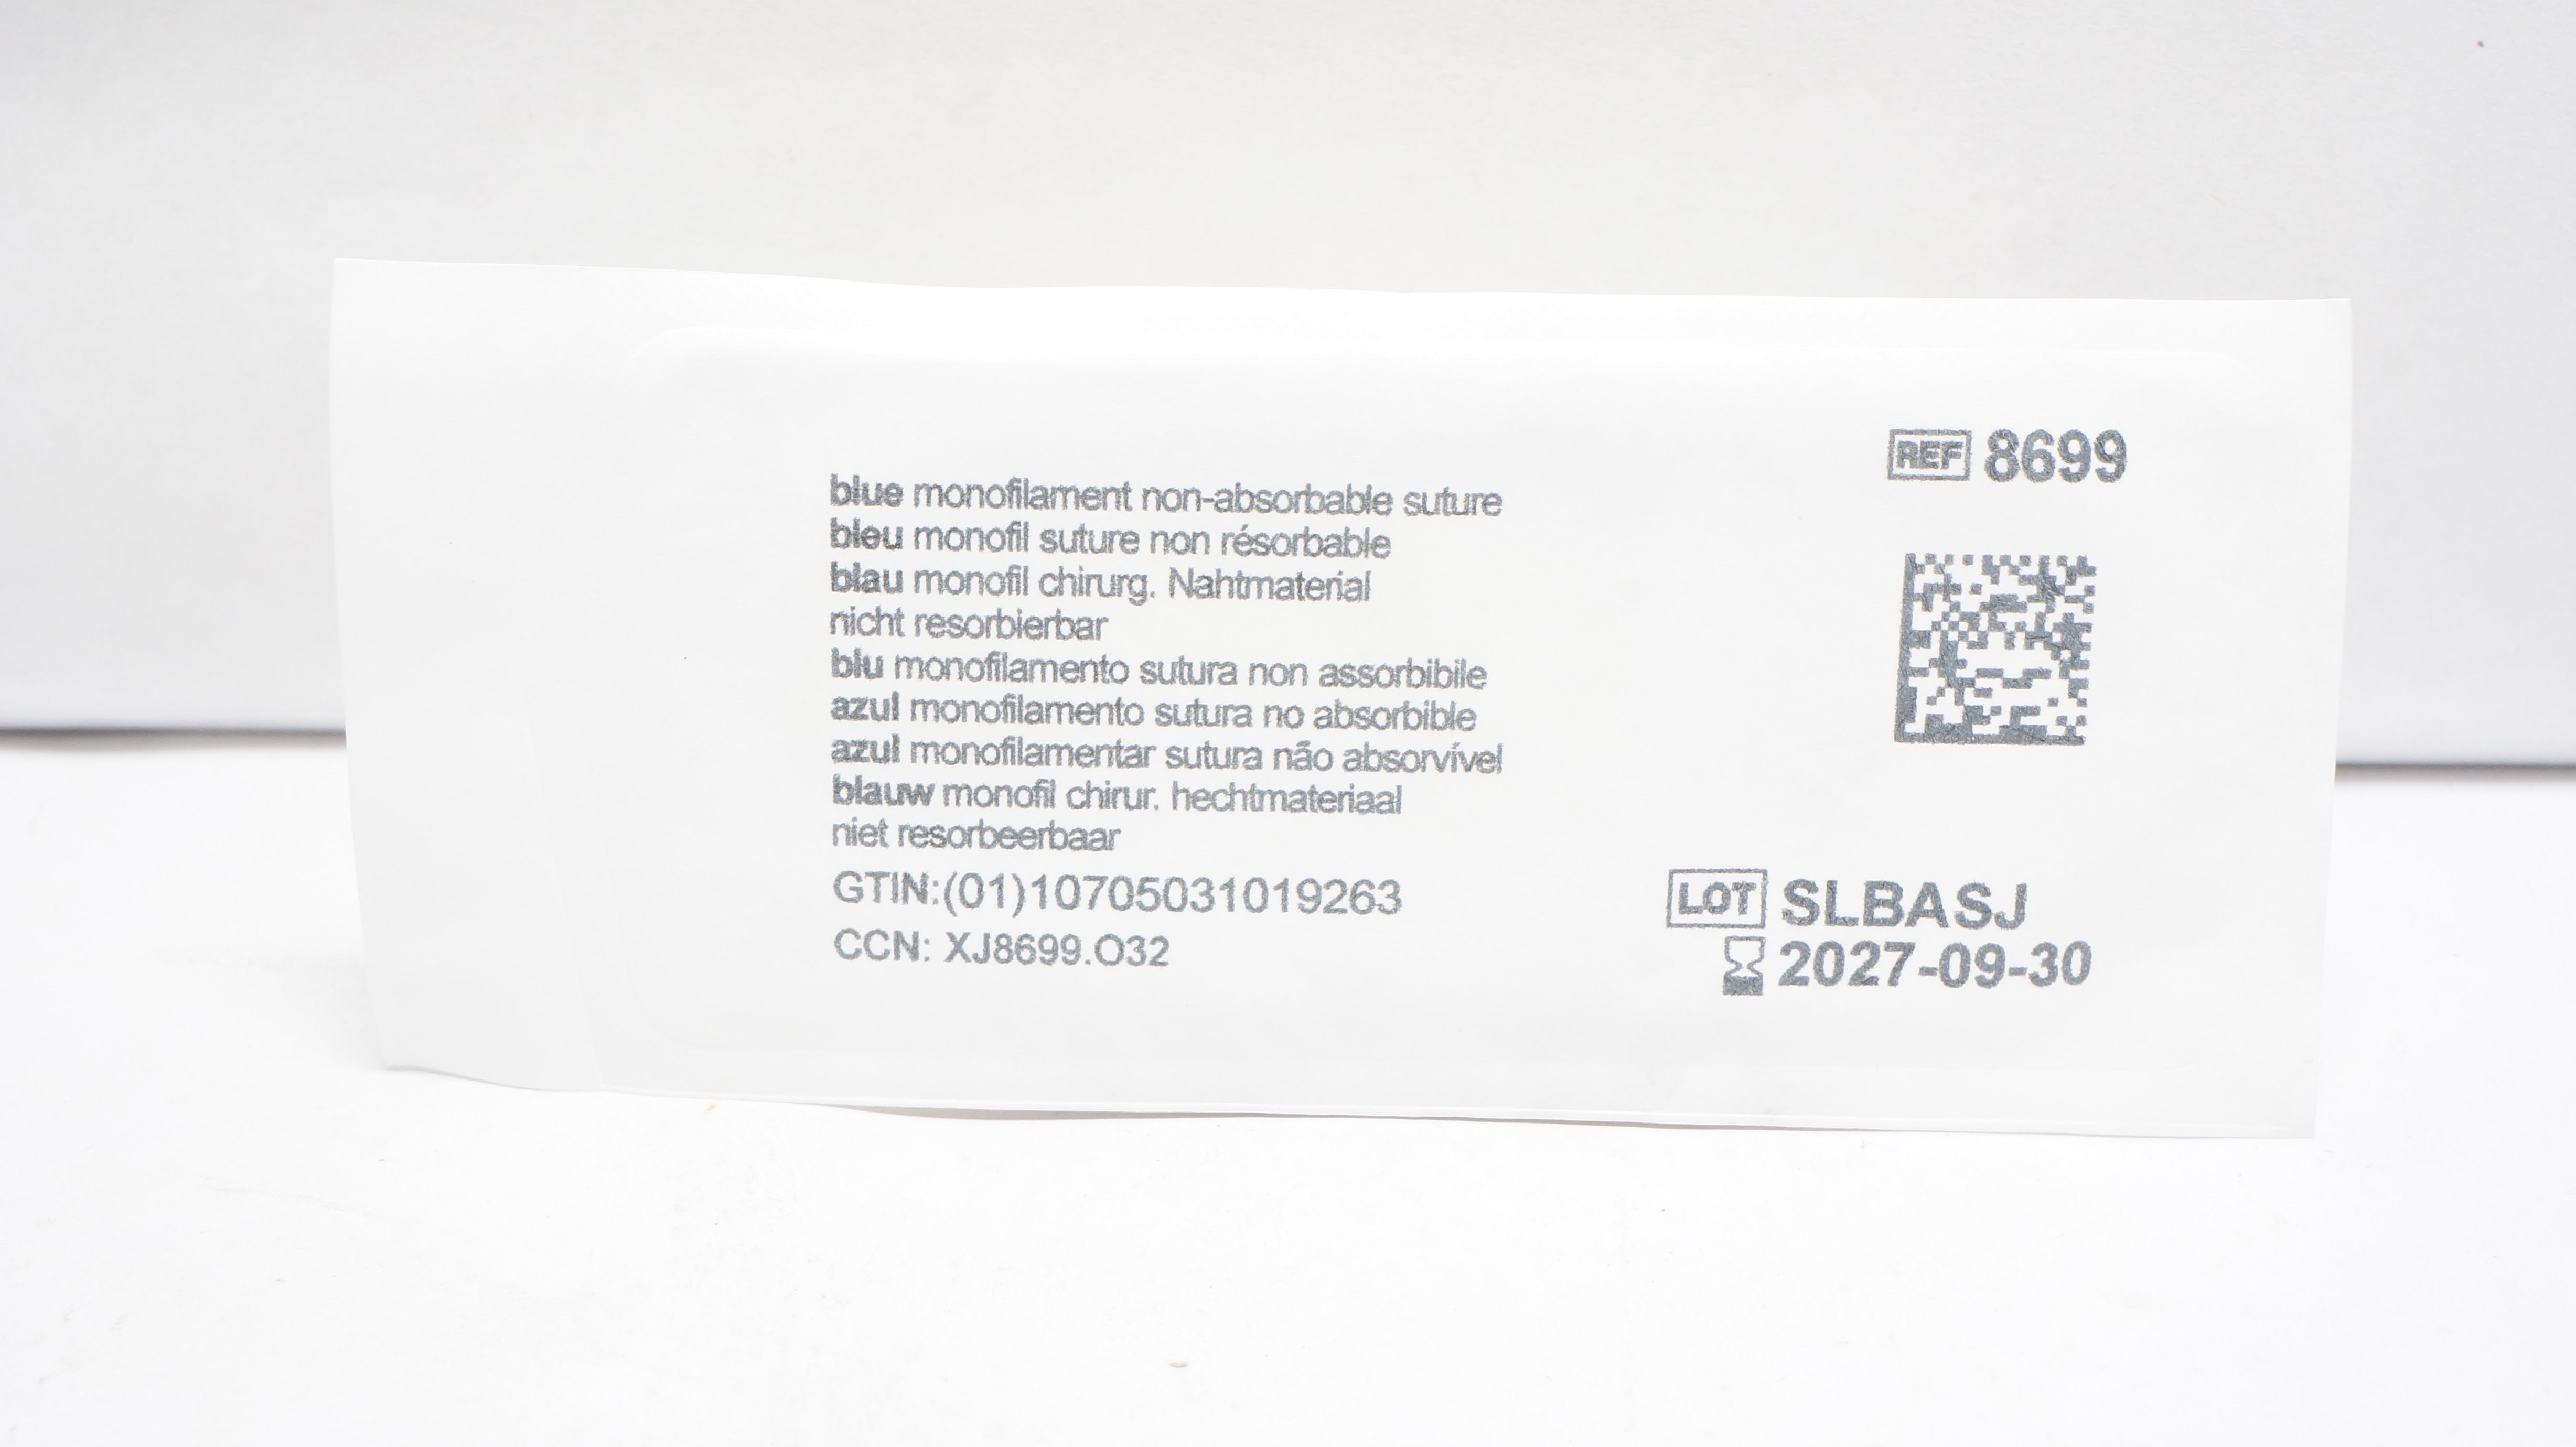 REF 8699
blue monofilament non-absorbable suture
bleu monofil suture non résorbable
blau monofil chirurg. Nahtmaterial
nicht resorbierbar
blu monofilamento sutura non assorbibile
azul monofilamento sutura no absorbible
azul monofilamentar sutura não absorvível
blauw monofil chirur. hechtmateriaal
niet resorbeerbaar
GTIN:(01)10705031019263
CCN: XJ8699.O32
LOT SLBASJ
2027-09-30